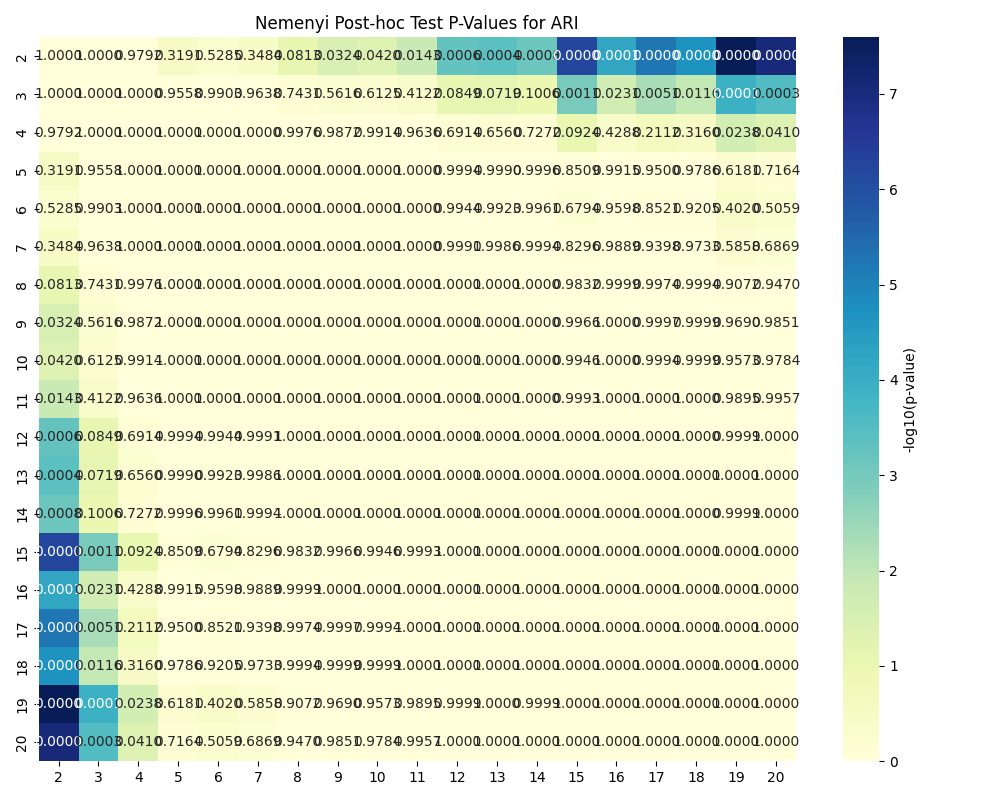 Nemenyi Post-hoc Test P-Values for ARI
2 1.0000 1.0000 0.9792 0.3191 0.5285 0.3484 0.0813 0.0324 0.0420 0.0143 0.0006 0.0004 0.0008 0.0000 0.0001 0.0000 0.0000 0.0000 0.0000
3 1.0000 1.0000 1.0000 0.9558 0.9903 0.9638 0.7431 0.5616 0.6125 0.4122 0.0849 0.0719 0.1006 0.0011 0.0231 0.0051 0.0116 0.0001 0.0003
4 0.9792 1.0000 1.0000 1.0000 1.0000 1.0000 0.9976 0.9872 0.9914 0.9636 0.6914 0.6560 0.7272 0.0924 0.4288 0.2112 0.3160 0.0238 0.0410
5 0.3191 0.9558 1.0000 1.0000 1.0000 1.0000 1.0000 1.0000 1.0000 1.0000 0.9994 0.9990 0.9996 0.8509 0.9915 0.9500 0.9786 0.6181 0.7164
6 0.5285 0.9903 1.0000 1.0000 1.0000 1.0000 1.0000 1.0000 1.0000 1.0000 0.9944 0.9923 0.9961 0.6794 0.9598 0.8521 0.9205 0.4020 0.5059
7 0.3484 0.9638 1.0000 1.0000 1.0000 1.0000 1.0000 1.0000 1.0000 1.0000 0.9991 0.9986 0.9994 0.8296 0.9889 0.9398 0.9733 0.5858 0.6869
8 0.0813 0.7431 0.9976 1.0000 1.0000 1.0000 1.0000 1.0000 1.0000 1.0000 1.0000 1.0000 1.0000 0.9832 0.9999 0.9974 0.9994 0.9072 0.9470
9 0.0324 0.5616 0.9872 1.0000 1.0000 1.0000 1.0000 1.0000 1.0000 1.0000 1.0000 1.0000 1.0000 0.9966 1.0000 0.9997 0.9999 0.9690 0.9851
10 0.0420 0.6125 0.9914 1.0000 1.0000 1.0000 1.0000 1.0000 1.0000 1.0000 1.0000 1.0000 1.0000 0.9946 1.0000 0.9994 0.9999 0.9573 0.9784
11 0.0143 0.4122 0.9636 1.0000 1.0000 1.0000 1.0000 1.0000 1.0000 1.0000 1.0000 1.0000 1.0000 0.9993 1.0000 1.0000 1.0000 0.9895 0.9957
12 0.0006 0.0849 0.6914 0.9994 0.9944 0.9991 1.0000 1.0000 1.0000 1.0000 1.0000 1.0000 1.0000 1.0000 1.0000 1.0000 1.0000 0.9999 1.0000
13 0.0004 0.0719 0.6560 0.9990 0.9923 0.9986 1.0000 1.0000 1.0000 1.0000 1.0000 1.0000 1.0000 1.0000 1.0000 1.0000 1.0000 1.0000 1.0000
14 0.0008 0.1006 0.7272 0.9996 0.9961 0.9994 1.0000 1.0000 1.0000 1.0000 1.0000 1.0000 1.0000 1.0000 1.0000 1.0000 1.0000 0.9999 1.0000
15 0.0000 0.0011 0.0924 0.8509 0.6794 0.8296 0.9832 0.9966 0.9946 0.9993 1.0000 1.0000 1.0000 1.0000 1.0000 1.0000 1.0000 1.0000 1.0000
16 0.0001 0.0231 0.4288 0.9915 0.9598 0.9889 0.9999 1.0000 1.0000 1.0000 1.0000 1.0000 1.0000 1.0000 1.0000 1.0000 1.0000 1.0000 1.0000
17 0.0000 0.0051 0.2112 0.9500 0.8521 0.9398 0.9974 0.9997 0.9994 1.0000 1.0000 1.0000 1.0000 1.0000 1.0000 1.0000 1.0000 1.0000 1.0000
18 0.0000 0.0116 0.3160 0.9786 0.9205 0.9733 0.9994 0.9999 0.9999 1.0000 1.0000 1.0000 1.0000 1.0000 1.0000 1.0000 1.0000 1.0000 1.0000
19 0.0000 0.0001 0.0238 0.6181 0.4020 0.5858 0.9072 0.9690 0.9573 0.9895 0.9999 1.0000 0.9999 1.0000 1.0000 1.0000 1.0000 1.0000 1.0000
20 0.0000 0.0003 0.0410 0.7164 0.5059 0.6869 0.9470 0.9851 0.9784 0.9957 1.0000 1.0000 1.0000 1.0000 1.0000 1.0000 1.0000 1.0000 1.0000
2 3 4 5 6 7 8 9 10 11 12 13 14 15 16 17 18 19 20
7
6
5
4
3
2
1
0
-log10(p-value)